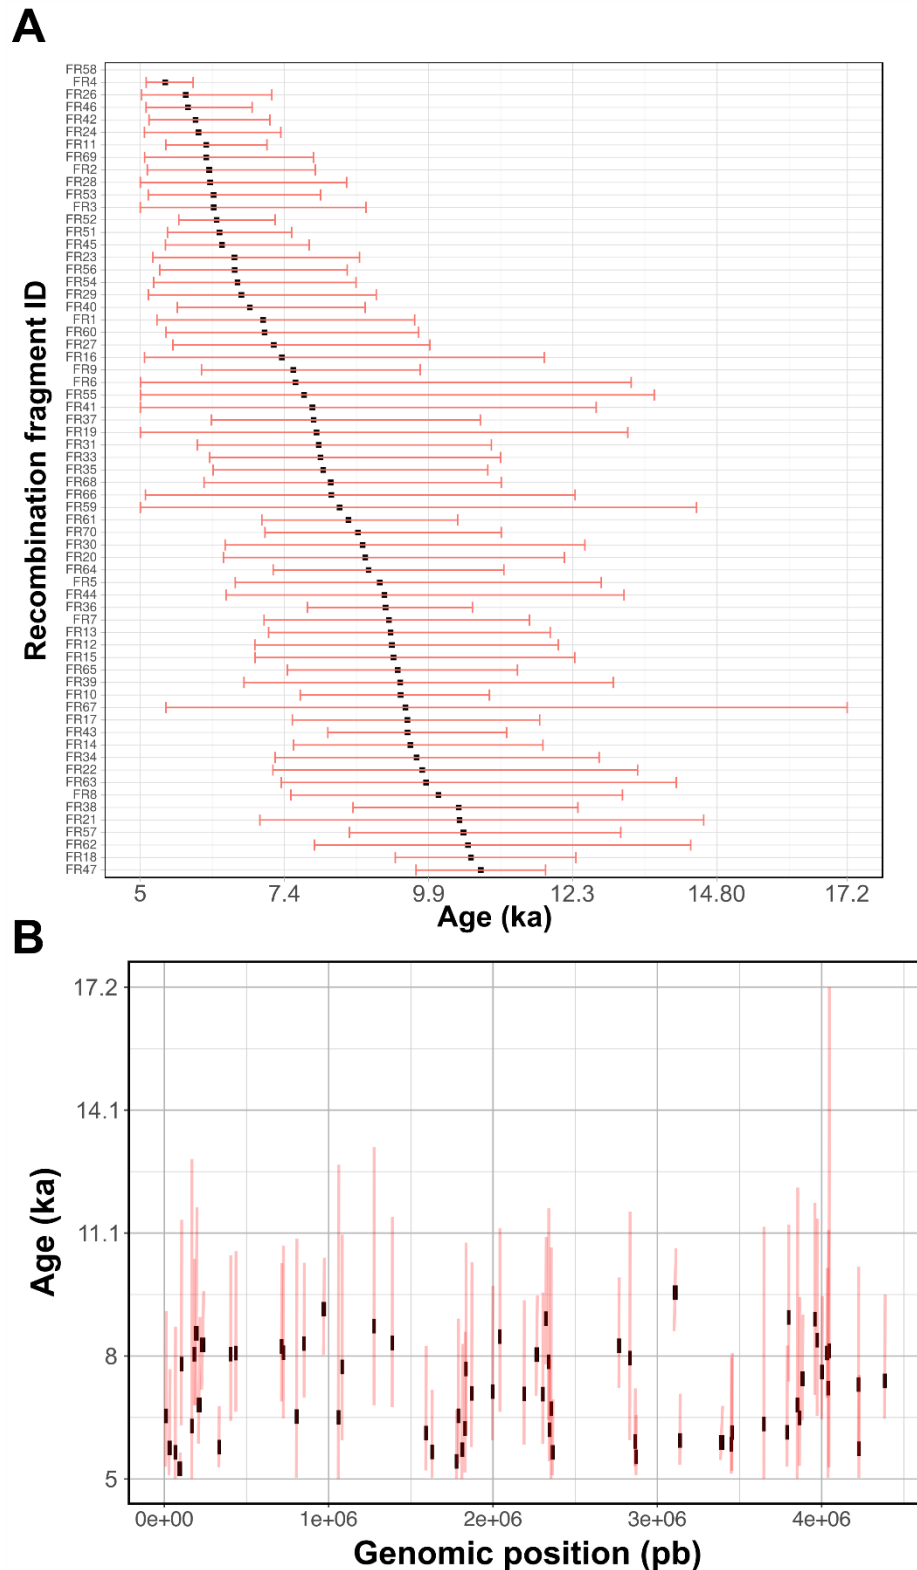 A
Recombination fragment ID
FR58
FR4
FR26
FR46
FR42
FR24
FR11
FR69
FR2
FR28
FR53
FR3
FR52
FR51
FR45
FR23
FR56
FR54
FR29
FR40
FR1
FR60
FR27
FR16
FR9
FR6
FR55
FR41
FR37
FR19
FR31
FR33
FR35
FR68
FR66
FR59
FR61
FR70
FR30
FR20
FR64
FR5
FR44
FR36
FR7
FR13
FR12
FR15
FR65
FR39
FR10
FR67
FR17
FR43
FR14
FR34
FR22
FR63
FR8
FR38
FR21
FR57
FR62
FR18
FR47
5 7.4 9.9 12.3 14.80 17.2
Age (ka)
B
Age (ka)
17.2
14.1
11.1
8
5
0e+00 1e+06 2e+06 3e+06 4e+06
Genomic position (pb)